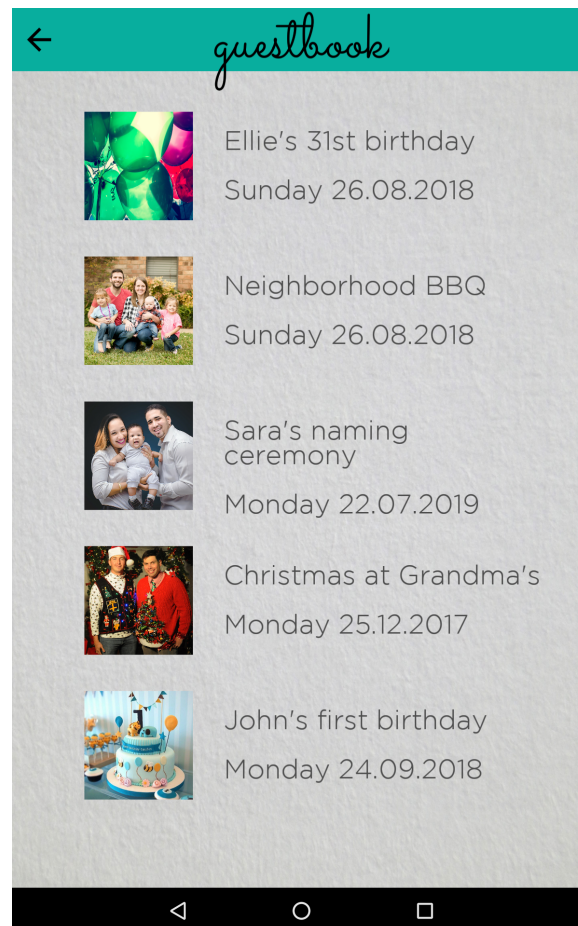 guestbook
Ellie's 31st birthday
Sunday 26.08.2018
Neighborhood BBQ
Sunday 26.08.2018
Sara's naming
ceremony
Monday 22.07.2019
Christmas at Grandma's
Monday 25.12.2017
John's first birthday
Monday 24.09.2018
1